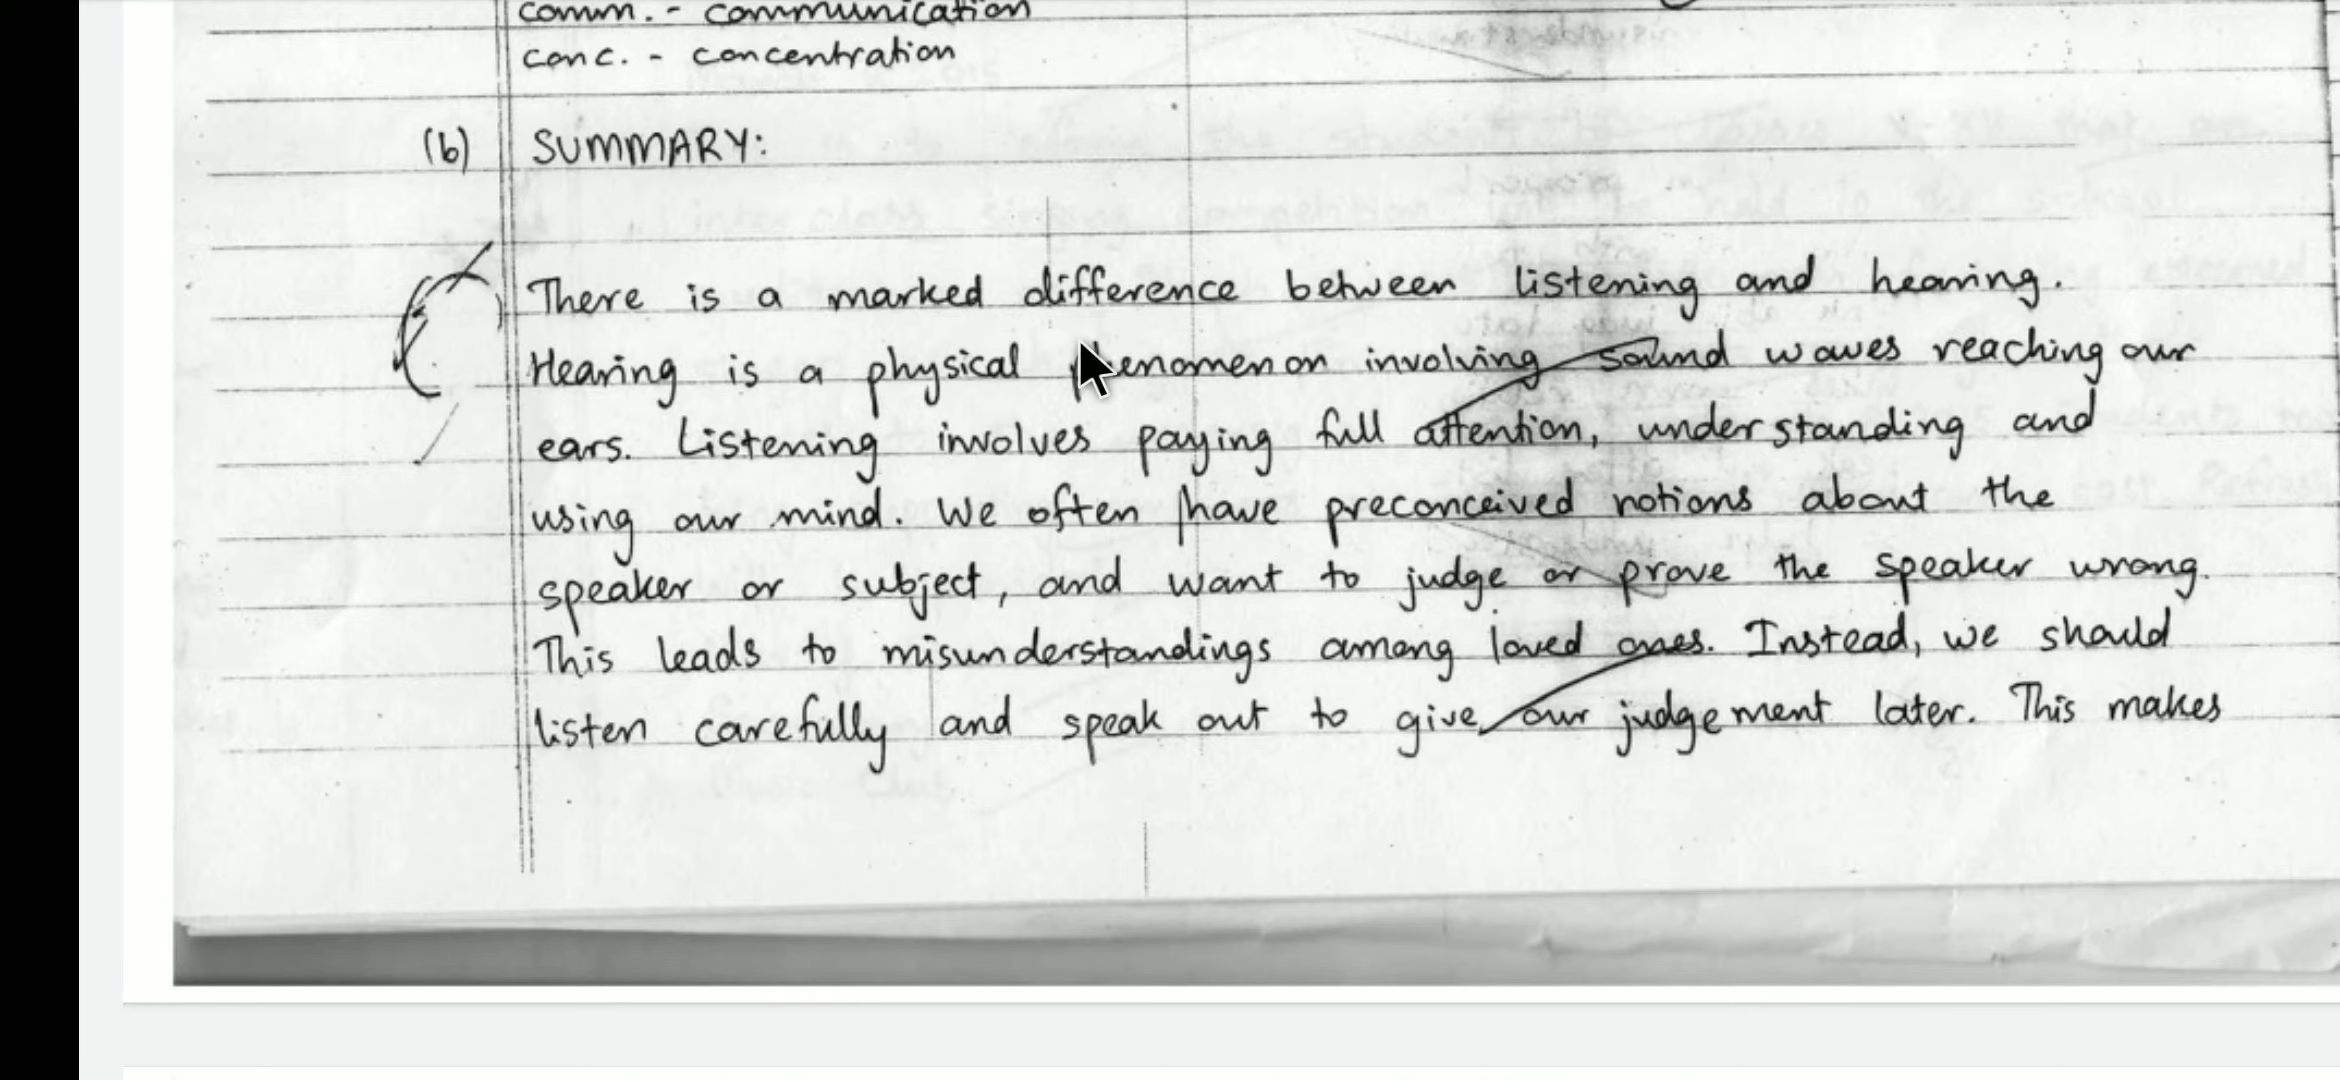 comm. - communication
conc. - concentration
(b) SUMMARY:
There is a marked difference between listening and hearing.
Hearing is a physical phenomenon involving sound waves reaching our
ears. Listening involves paying full attention, understanding and
using our mind. We often have preconceived notions about the
speaker or subject, and want to judge or prove the speaker wrong.
This leads to misunderstandings among loved ones. Instead, we should
listen carefully and speak out to give our judgement later. This makes